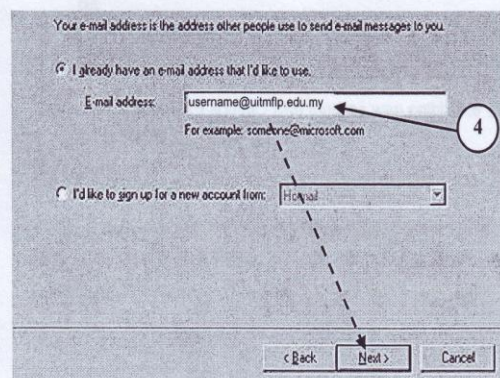 Your e-mail address is the address other people use to send e-mail messages to you.
I already have an e-mail address that I'd like to use.
E-mail address: username@uitmflp.edu.my
For example: someone@microsoft.com
4
I'd like to sign up for a new account from: Hotmail
< Back Next > Cancel